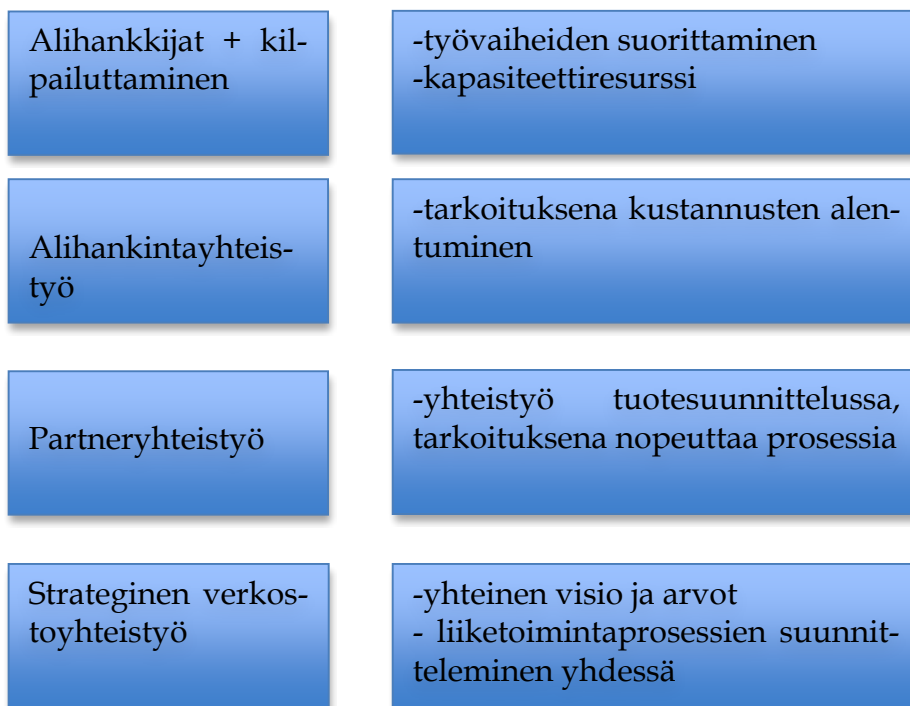 Alihankkijat + kil-
pailuttaminen
-työvaiheiden suorittaminen
-kapasiteettiresurssi
Alihankintayhteis-
työ
-tarkoituksena kustannusten alen-
tuminen
Partneryhteistyö
-yhteistyö tuotesuunnittelussa,
tarkoituksena nopeuttaa prosessia
Strateginen verkos-
toyhteistyö
-yhteinen visio ja arvot
- liiketoimintaprosessien suunnit-
teleminen yhdessä